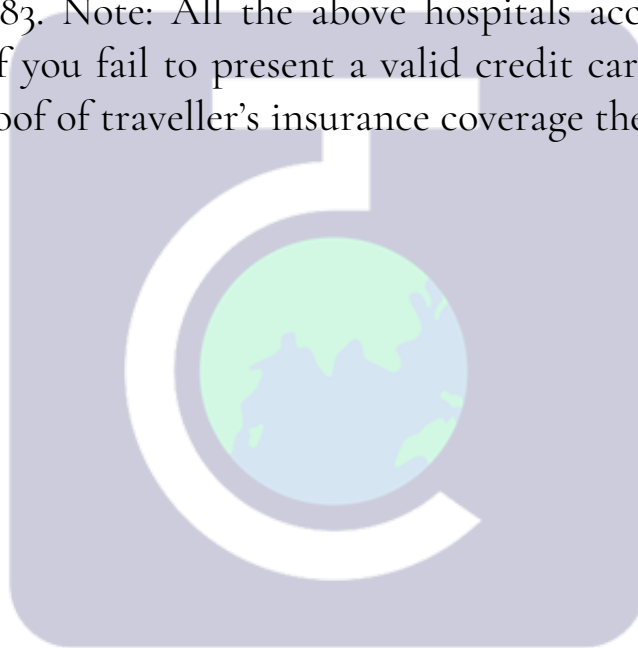 83. Note: All the above hospitals acc
f you fail to present a valid credit car
oof of traveller's insurance coverage the